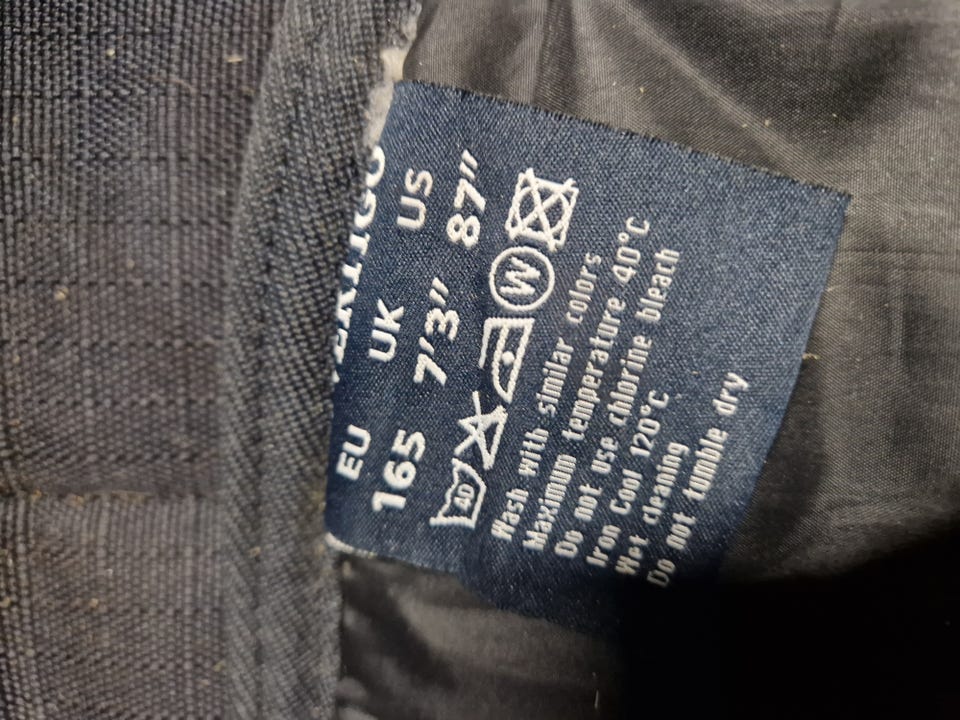 EU UK US
165 7'3" 87"
40 W
Wash with similar colors
Maximum temperature 40°C
Do not use chlorine bleach
Iron Cool 120°C
Wet cleaning
Do not tumble dry